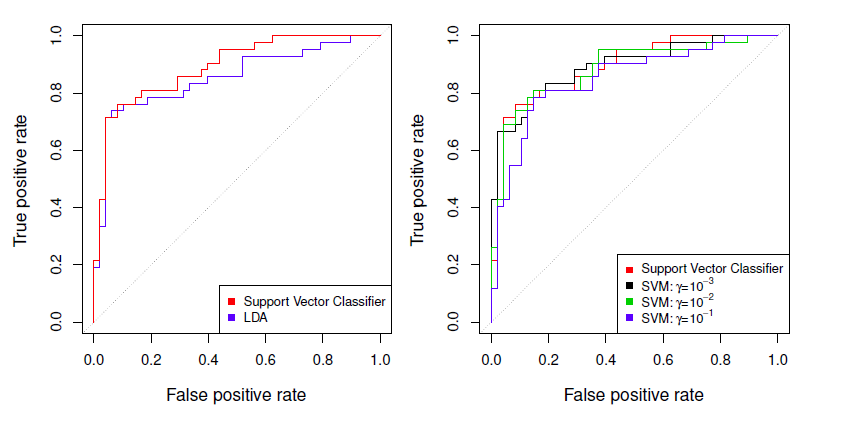 True positive rate
1.0
0.8
0.6
0.4
0.2
0.0
Support Vector Classifier
LDA
0.0 0.2 0.4 0.6 0.8 1.0
False positive rate
True positive rate
1.0
0.8
0.6
0.4
0.2
0.0
Support Vector Classifier
SVM: γ=10⁻³
SVM: γ=10⁻²
SVM: γ=10⁻¹
0.0 0.2 0.4 0.6 0.8 1.0
False positive rate